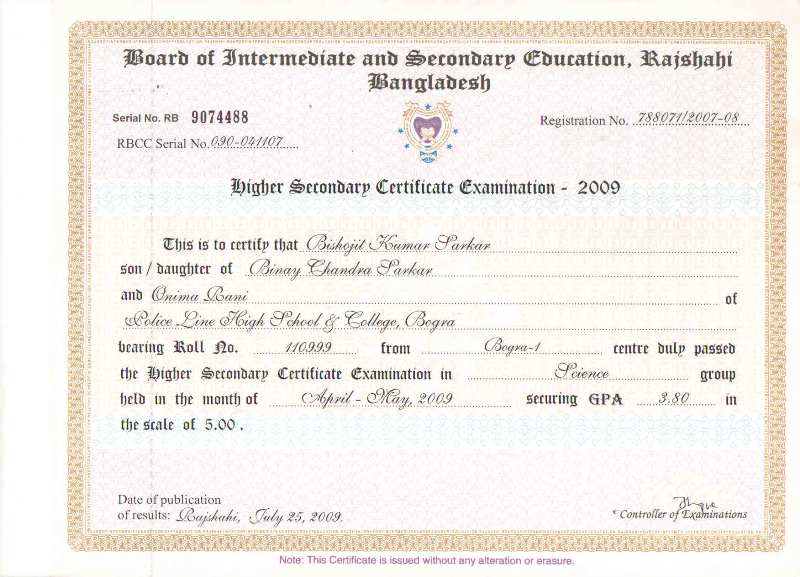 Board of Intermediate and Secondary Education, Rajshahi
Bangladesh
Serial No. RB 9074488
Registration No. 788071/2007-08
RBCC Serial No. 090-041107
Higher Secondary Certificate Examination - 2009
This is to certify that Bishojit Kumar Sarkar
son / daughter of Binay Chandra Sarkar
and Onima Rani of
Police Line High School & College, Bogra
bearing Roll No. 110999 from Bogra-1 centre duly passed
the Higher Secondary Certificate Examination in Science group
held in the month of April - May, 2009 securing GPA 3.80 in
the scale of 5.00 .
Date of publication
of results: Rajshahi, July 25, 2009.
* Controller of Examinations
Note: This Certificate is issued without any alteration or erasure.